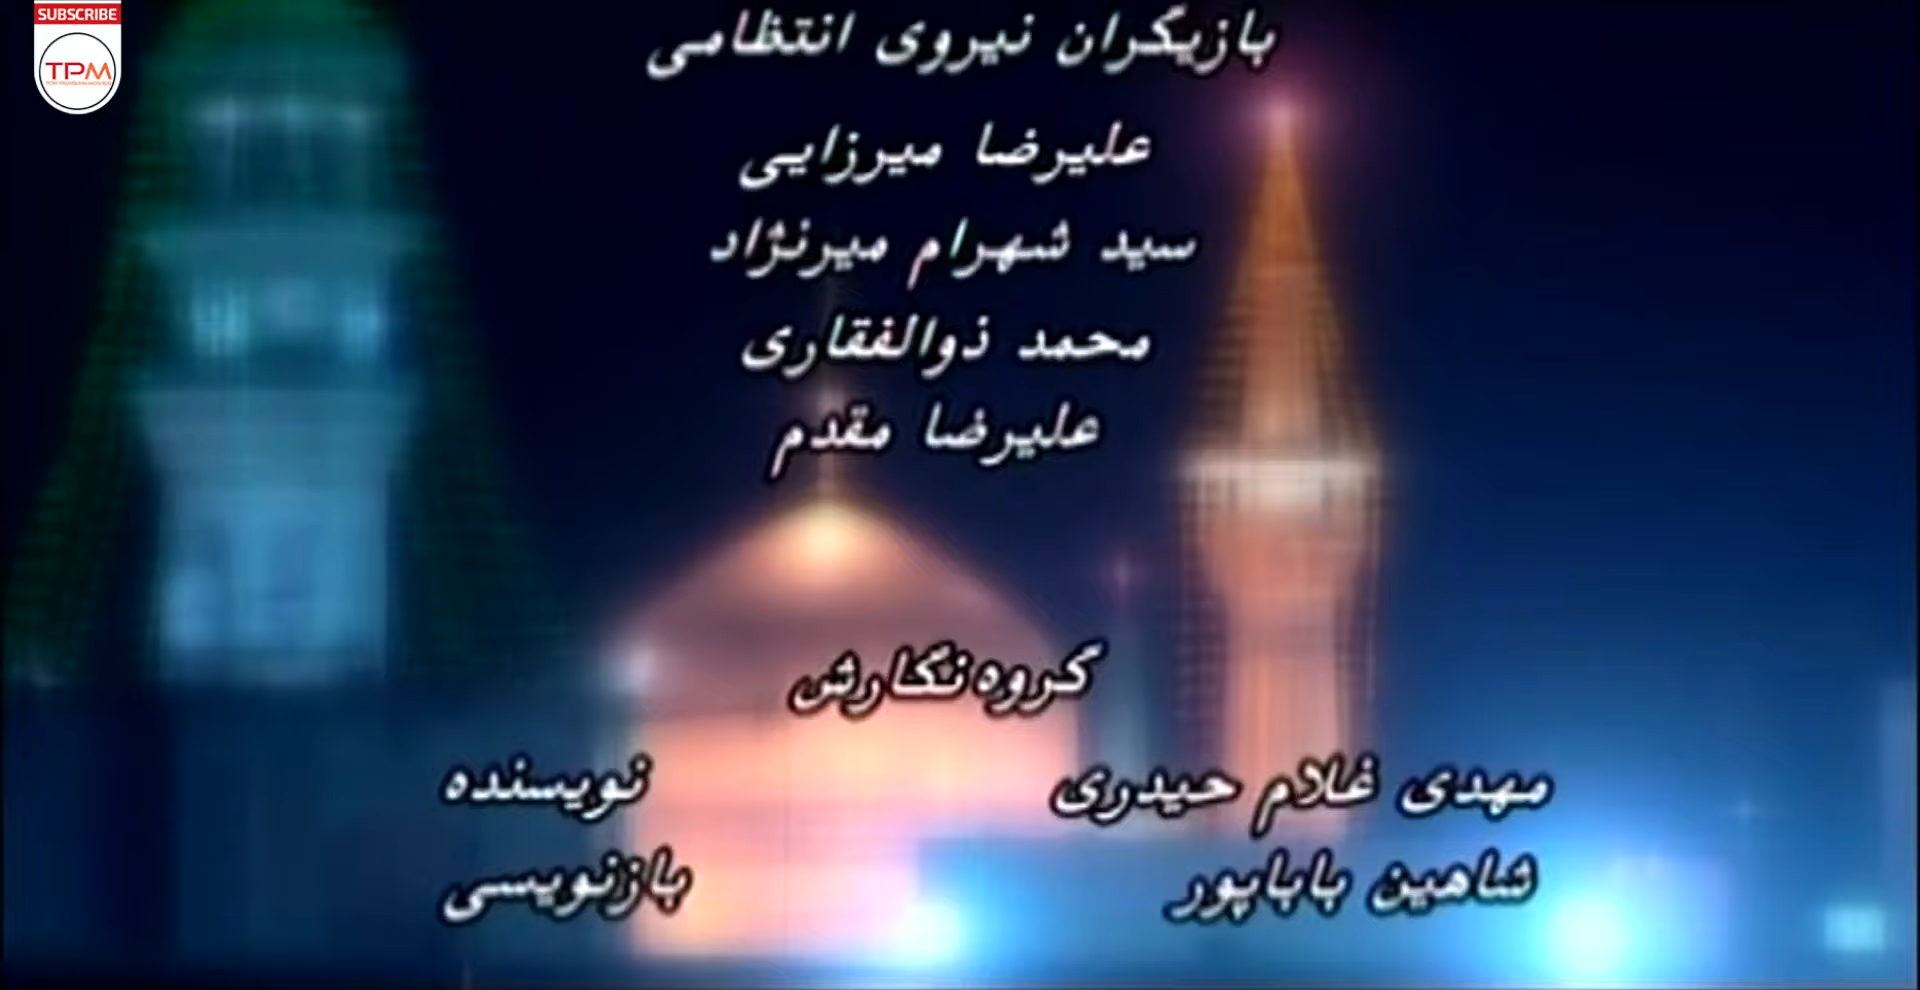 SUBSCRIBE
TPM
بازیگران نیروی انتظامی
علیرضا میرزایی
سید شهرام میرنژاد
محمد ذوالفقاری
علیرضا مقدم
گروه نگارش
مهدی غلام حیدری نویسنده
شاهین باباپور بازنویسی